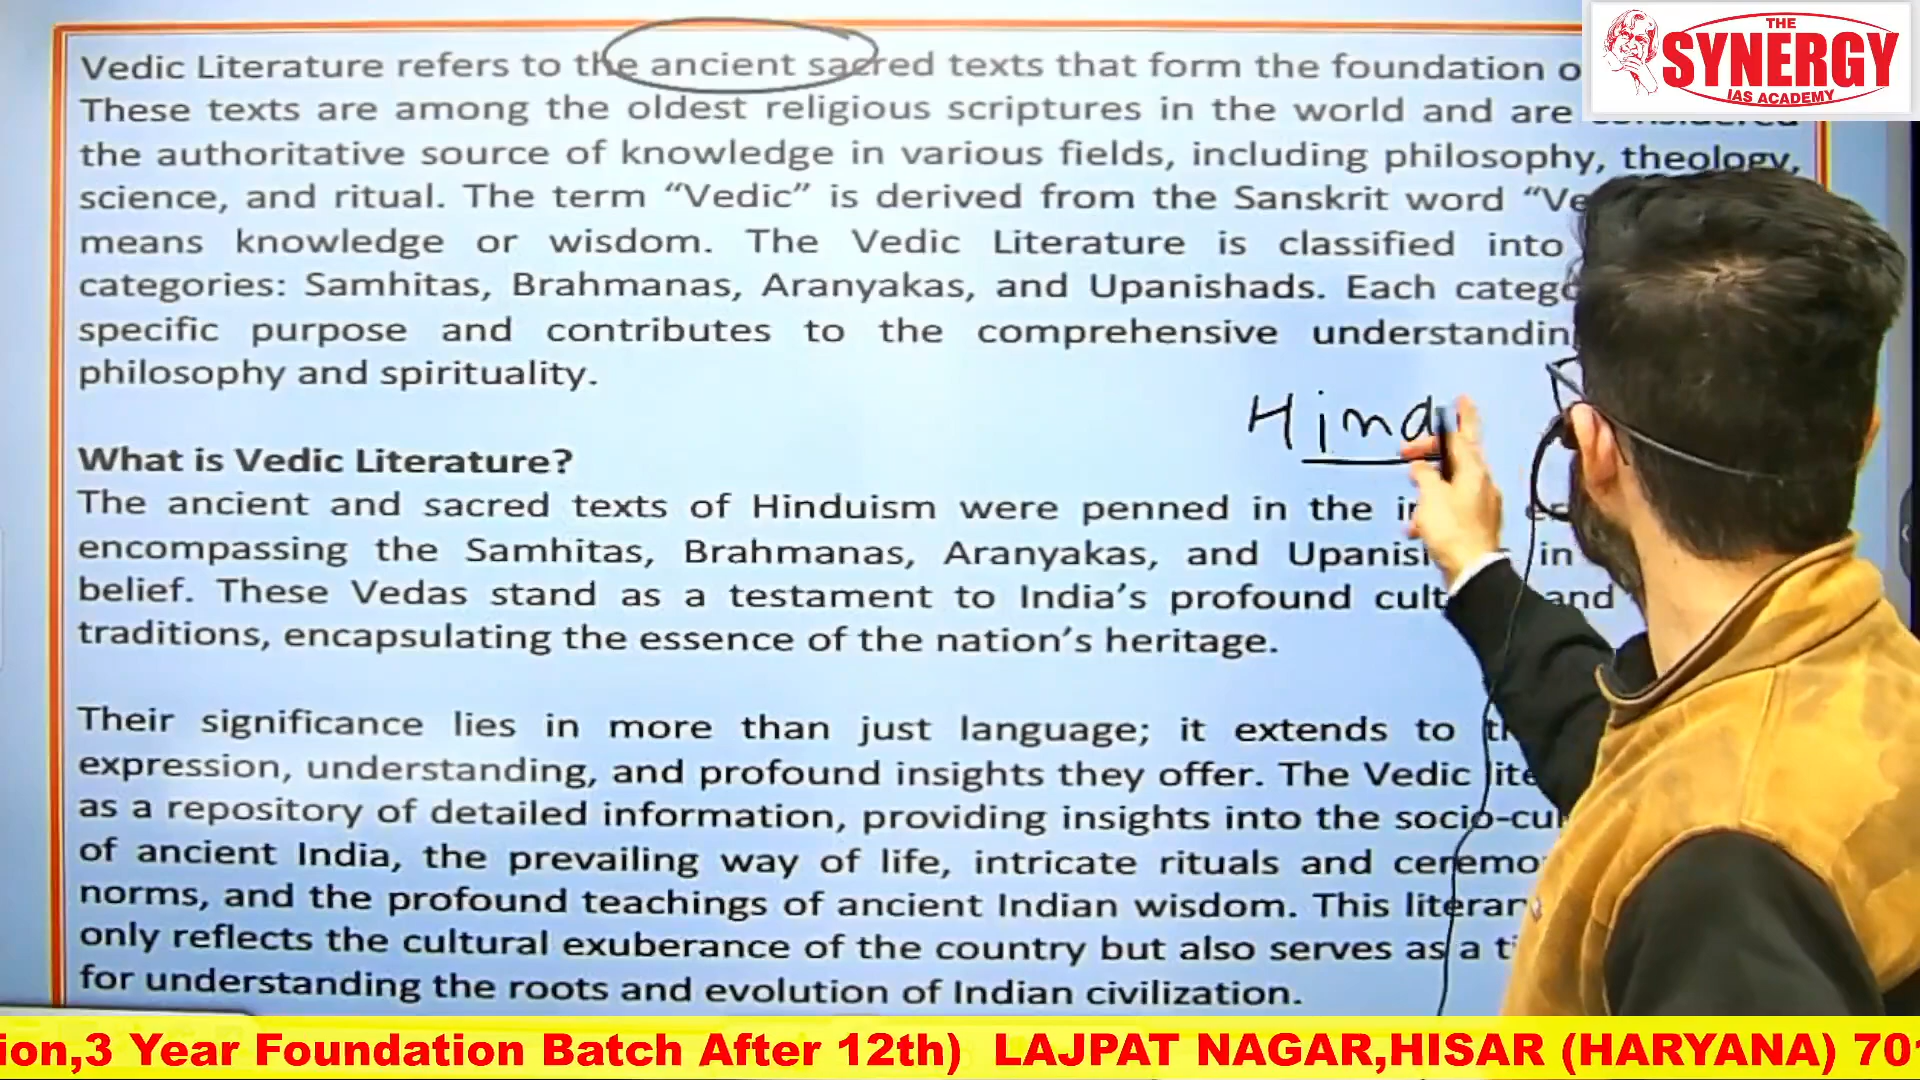 Vedic Literature refers to the ancient sacred texts that form the foundation o
These texts are among the oldest religious scriptures in the world and are considered
the authoritative source of knowledge in various fields, including philosophy, theology,
science, and ritual. The term “Vedic” is derived from the Sanskrit word “Ve
means knowledge or wisdom. The Vedic Literature is classified into
categories: Samhitas, Brahmanas, Aranyakas, and Upanishads. Each catego
specific purpose and contributes to the comprehensive understandin
philosophy and spirituality.
Hind
What is Vedic Literature?
The ancient and sacred texts of Hinduism were penned in the
encompassing the Samhitas, Brahmanas, Aranyakas, and Upanis in
belief. These Vedas stand as a testament to India’s profound cult and
traditions, encapsulating the essence of the nation’s heritage.
Their significance lies in more than just language; it extends to
expression, understanding, and profound insights they offer. The Vedic lite
as a repository of detailed information, providing insights into the socio-cul
of ancient India, the prevailing way of life, intricate rituals and ceremo
norms, and the profound teachings of ancient Indian wisdom. This literar
only reflects the cultural exuberance of the country but also serves as a ti
for understanding the roots and evolution of Indian civilization.
THE
SYNERGY
IAS ACADEMY
ion,3 Year Foundation Batch After 12th) LAJPAT NAGAR,HISAR (HARYANA) 701